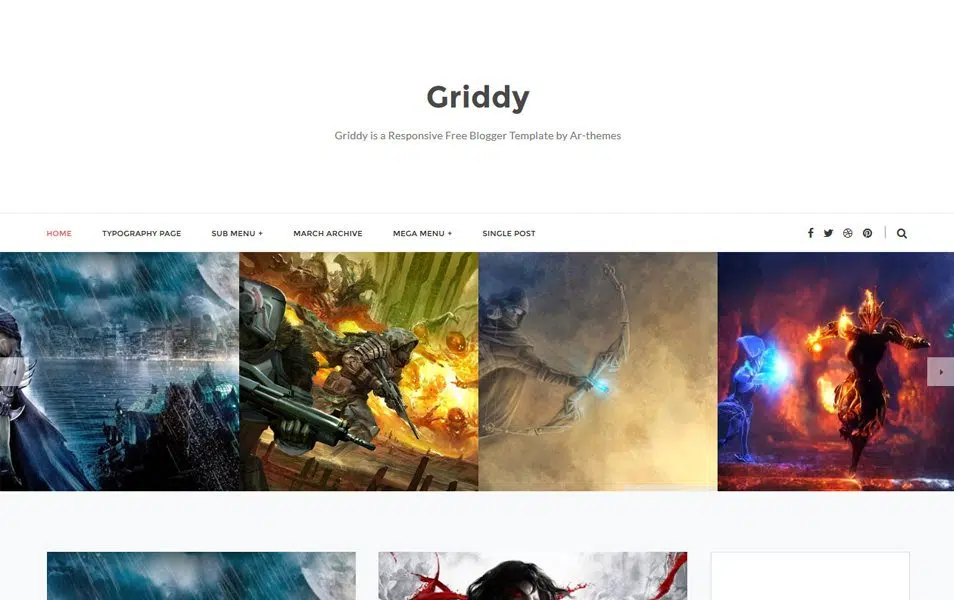 Griddy
Griddy is a Responsive Free Blogger Template by Ar-themes
HOME TYPOGRAPHY PAGE SUB MENU + MARCH ARCHIVE MEGA MENU + SINGLE POST